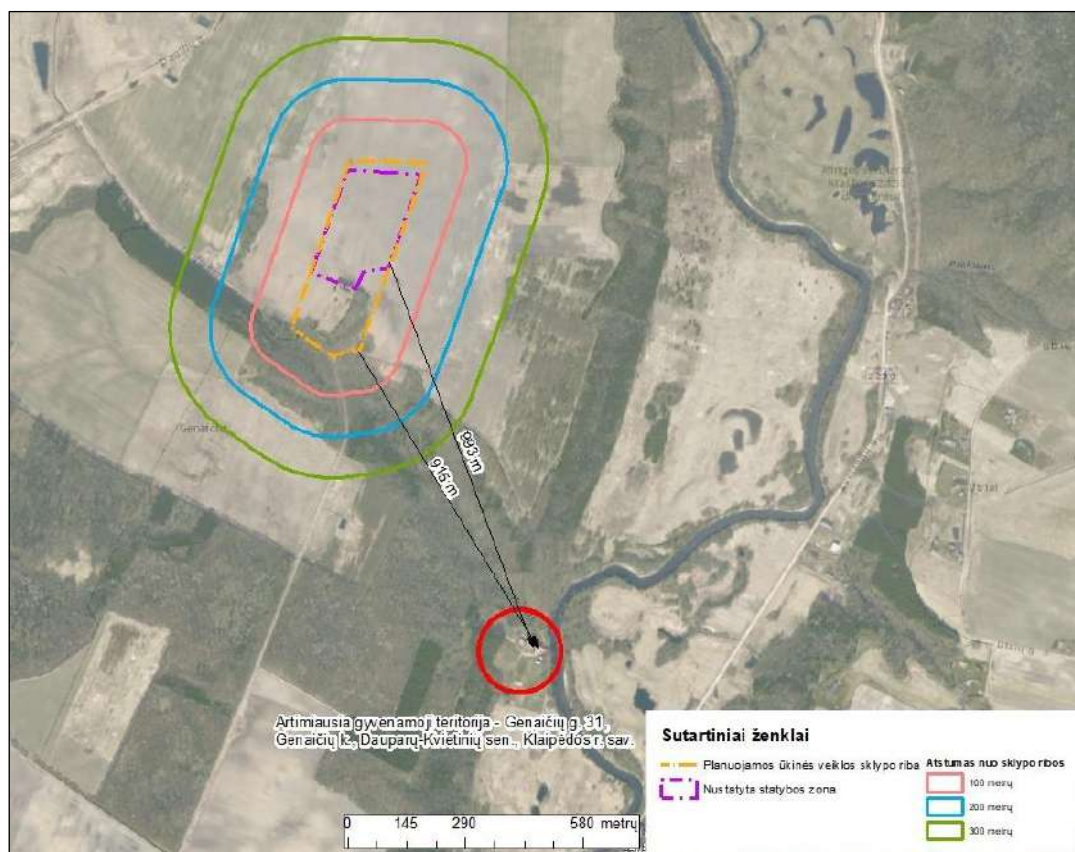 993 m
915 m
Artimiausia gyvenamoji teritorija - Genaičių g. 31,
Genaičių k., Dauparų-Kvietinių sen., Klaipėdos r. sav.
Sutartiniai ženklai
Planuojamos ūkinės veiklos sklypo riba
Nustatyta statybos zona
Atstumas nuo sklypo ribos
100 metrų
200 metrų
300 metrų
0 145 290 580 metrų